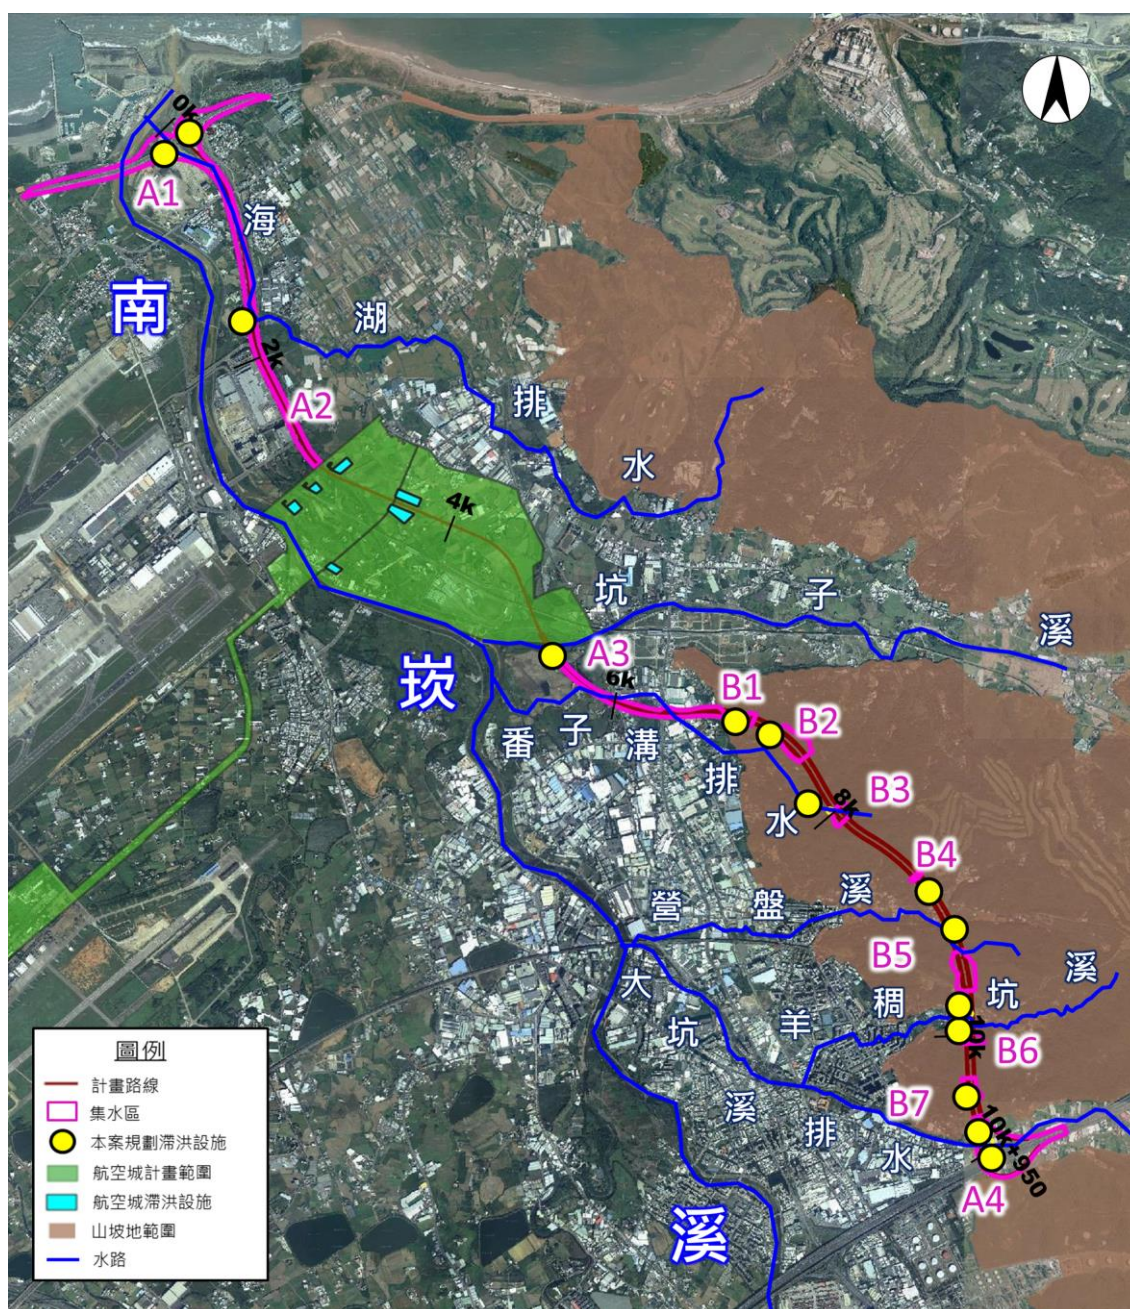 0K
A1
海
南
湖
2k
A2
排
水
4k
坑
子
溪
A3
崁
6k
B1
B2
番
子
溝
排
水
8k
B3
B4
營
盤
溪
B5
大
坑
溪
排
水
羊
稠
坑
溪
10k
B6
B7
10k+950
A4
溪
圖例
計畫路線
集水區
本案規劃滯洪設施
航空城計畫範圍
航空城滯洪設施
山坡地範圍
水路